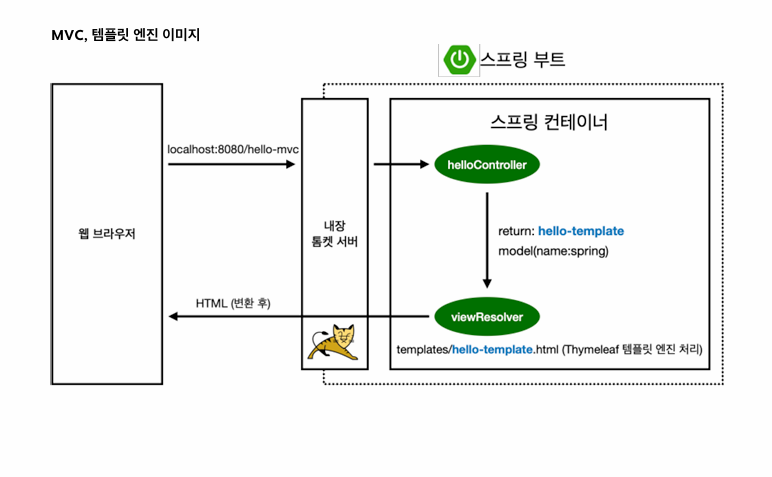 MVC, 템플릿 엔진 이미지
스프링 부트
스프링 컨테이너
localhost:8080/hello-mvc
helloController
웹 브라우저
내장
톰켓 서버
return: hello-template
model(name:spring)
HTML (변환 후)
viewResolver
templates/hello-template.html (Thymeleaf 템플릿 엔진 처리)